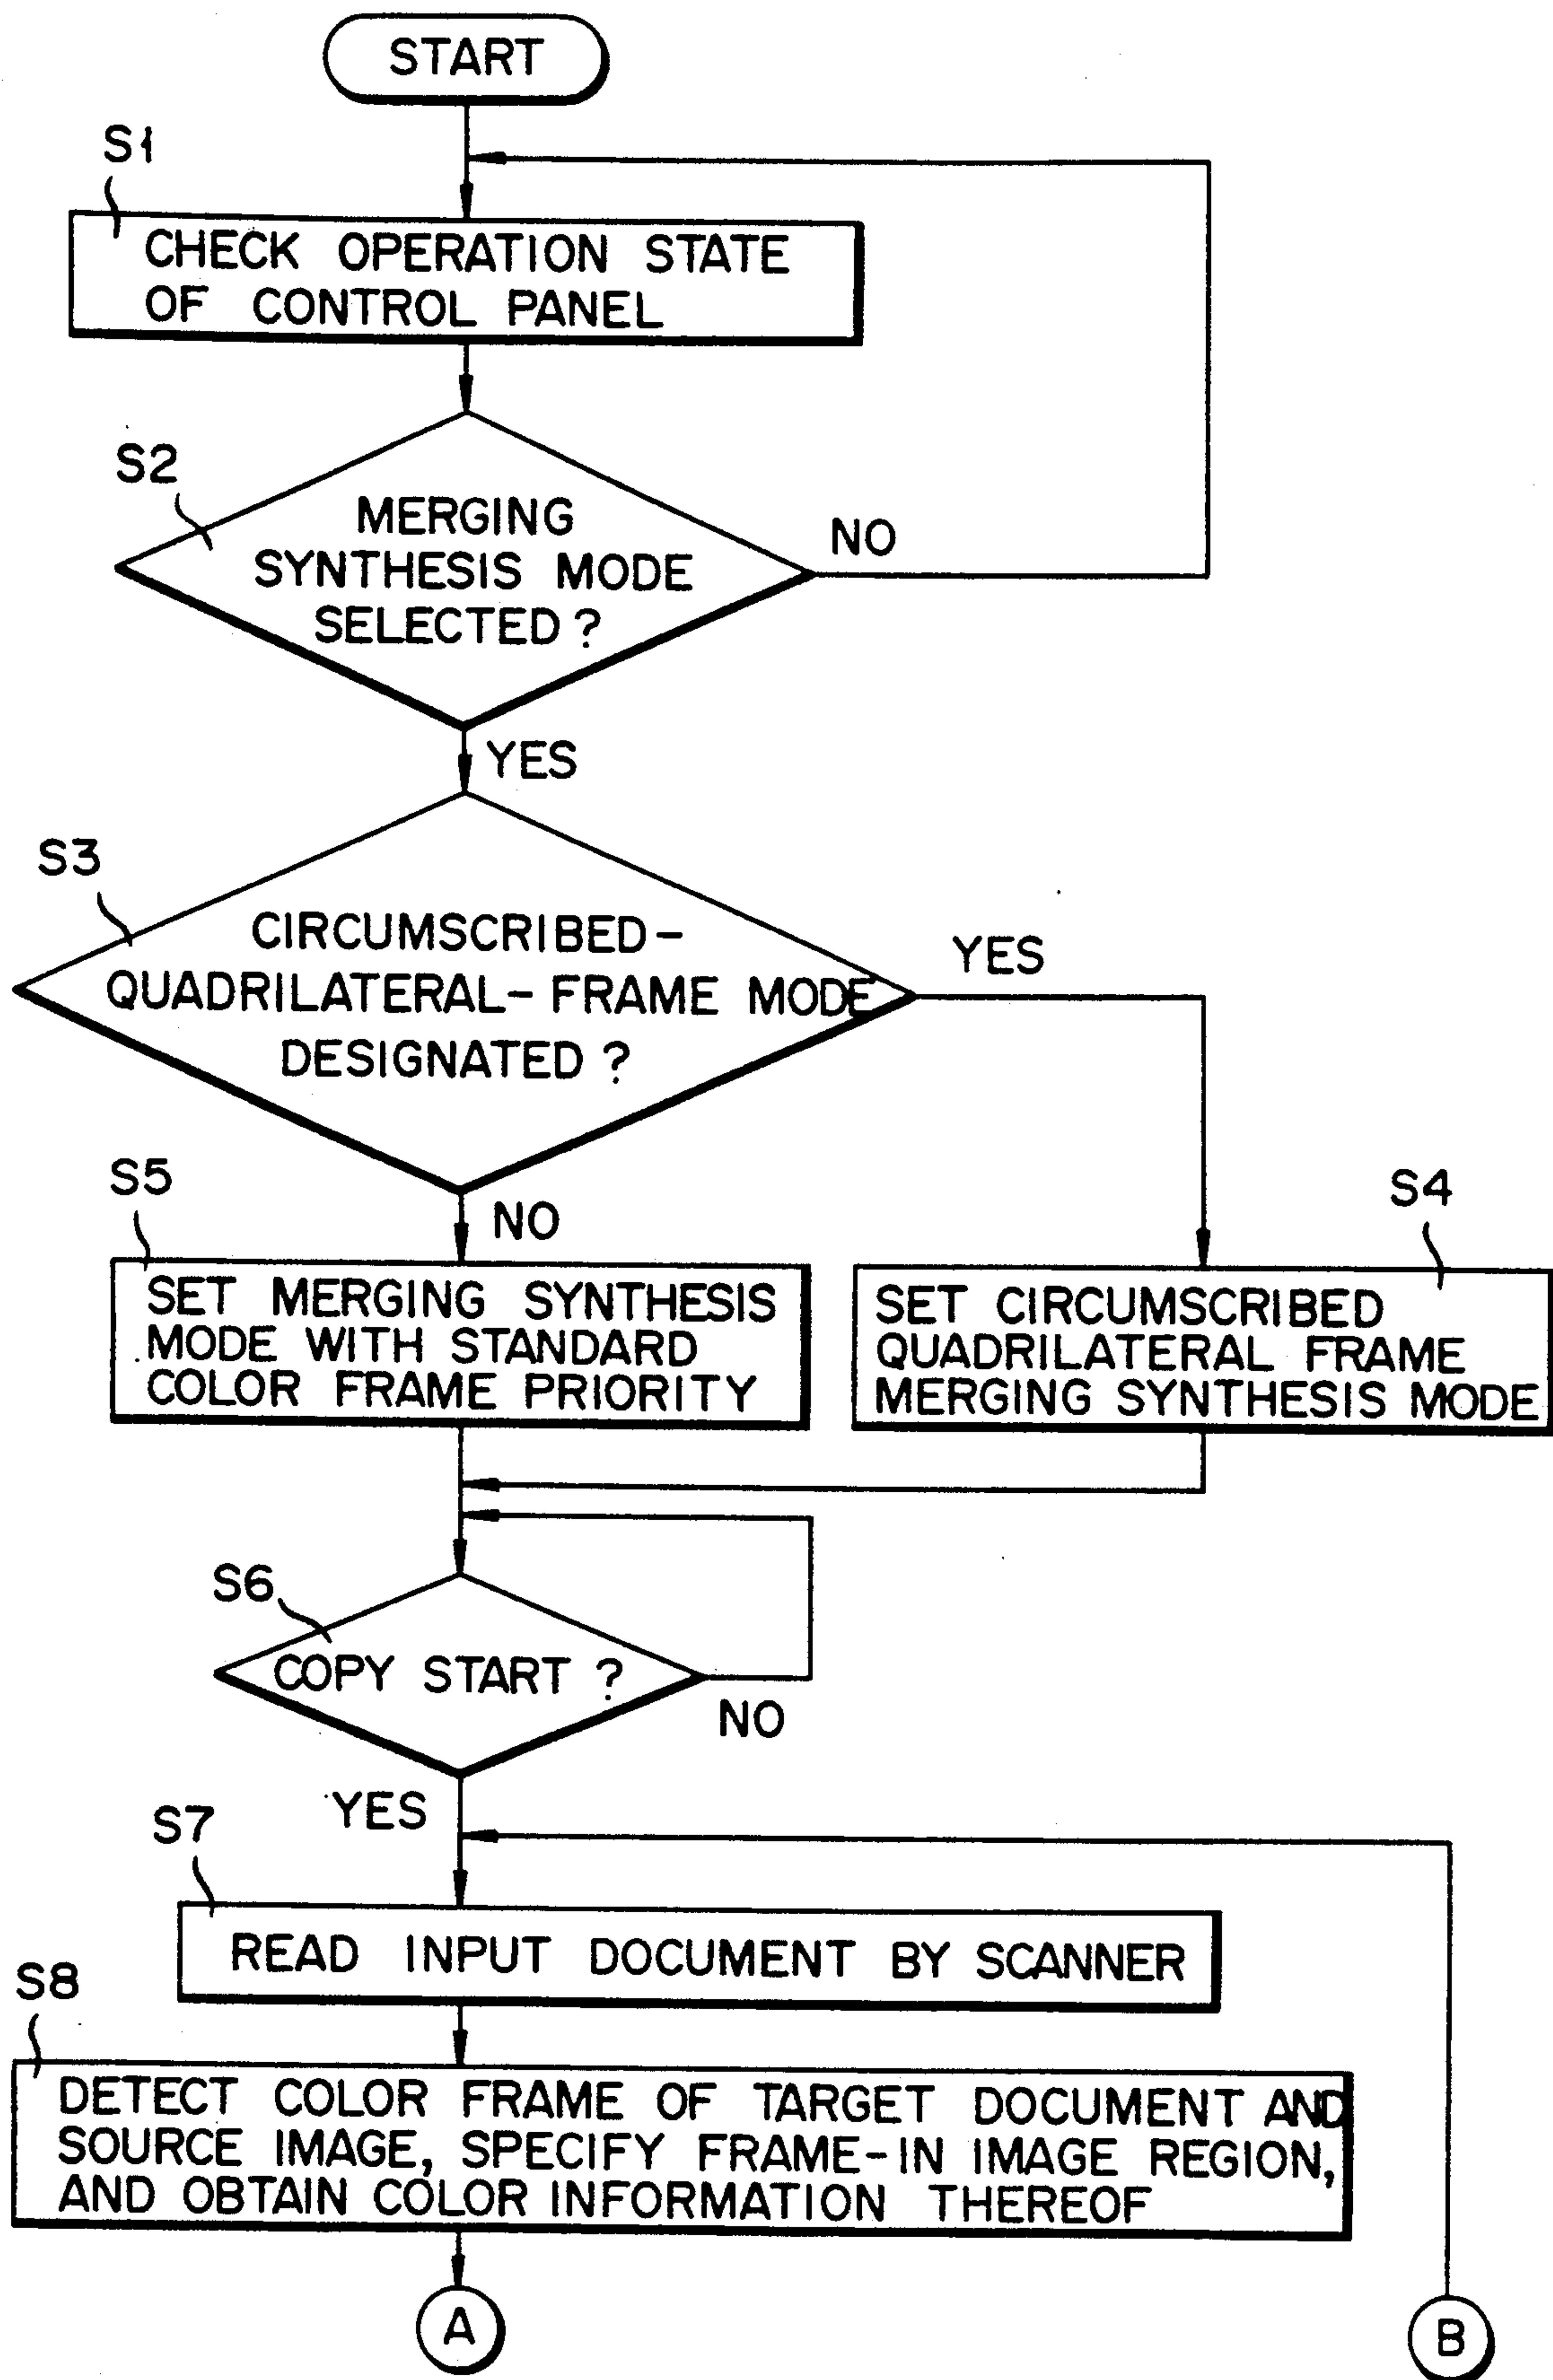 START
S1
CHECK OPERATION STATE
OF CONTROL PANEL
S2
MERGING
SYNTHESIS MODE
SELECTED ?
NO
YES
S3
CIRCUMSCRIBED-
QUADRILATERAL-FRAME MODE
DESIGNATED ?
YES
S5
NO
SET MERGING SYNTHESIS
MODE WITH STANDARD
COLOR FRAME PRIORITY
S4
SET CIRCUMSCRIBED
QUADRILATERAL FRAME
MERGING SYNTHESIS MODE
S6
COPY START ?
NO
YES
S7
READ INPUT DOCUMENT BY SCANNER
S8
DETECT COLOR FRAME OF TARGET DOCUMENT AND
SOURCE IMAGE, SPECIFY FRAME-IN IMAGE REGION,
AND OBTAIN COLOR INFORMATION THEREOF
A
B